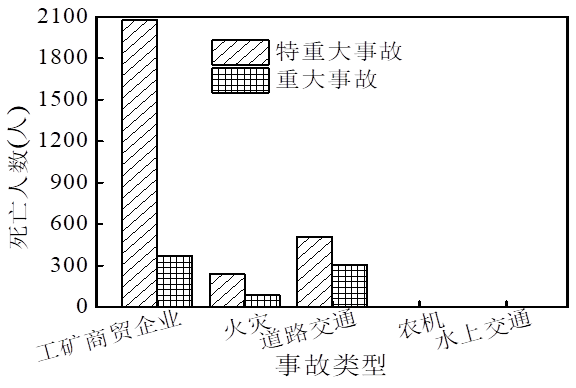 2100
1800
1500
1200
900
600
300
0
死亡人数(人)
特重大事故
重大事故
工矿商贸企业
火灾
道路交通
农机
水上交通
事故类型